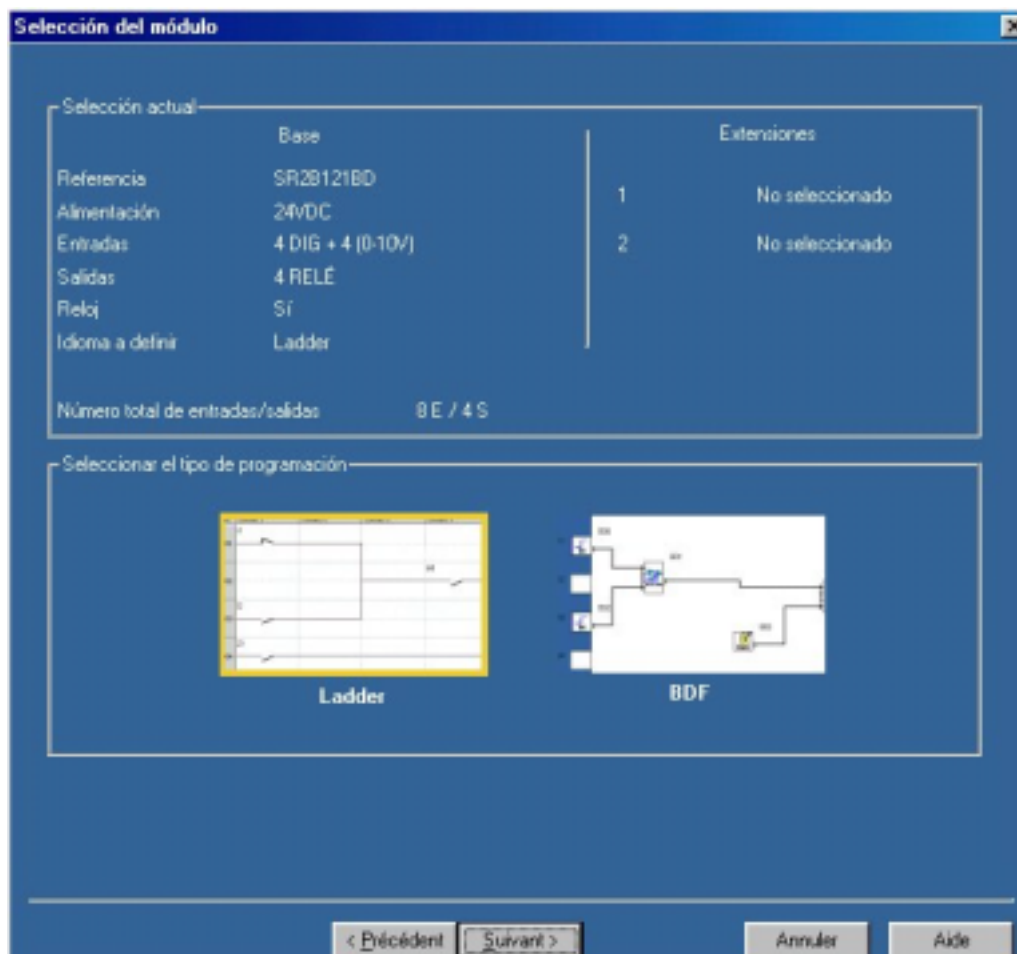 Selección del módulo
Selección actual
Base
Extensiones
Referencia SR2B121BD
Alimentación 24VDC
Entradas 4 DIG + 4 (0-10V)
Salidas 4 RELÉ
Reloj Sí
Idioma a definir Ladder
1 No seleccionado
2 No seleccionado
Número total de entradas/salidas 8 E / 4 S
Seleccionar el tipo de programación
Ladder
BDF
< Précédent
Suivant >
Annuler
Aide